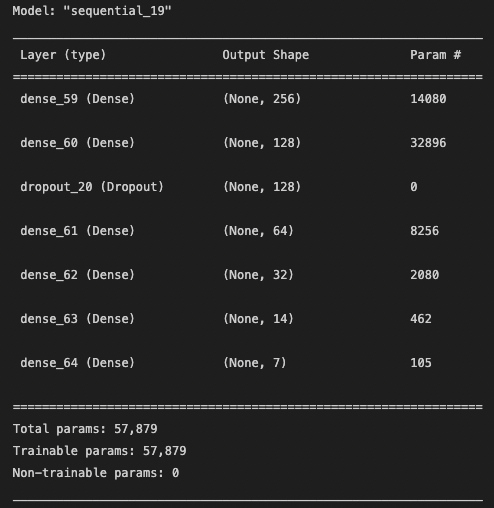 Model: "sequential_19"
_________________________________________________________________
Layer (type) Output Shape Param #
=================================================================
dense_59 (Dense) (None, 256) 14080
dense_60 (Dense) (None, 128) 32896
dropout_20 (Dropout) (None, 128) 0
dense_61 (Dense) (None, 64) 8256
dense_62 (Dense) (None, 32) 2080
dense_63 (Dense) (None, 14) 462
dense_64 (Dense) (None, 7) 105
=================================================================
Total params: 57,879
Trainable params: 57,879
Non-trainable params: 0
_________________________________________________________________